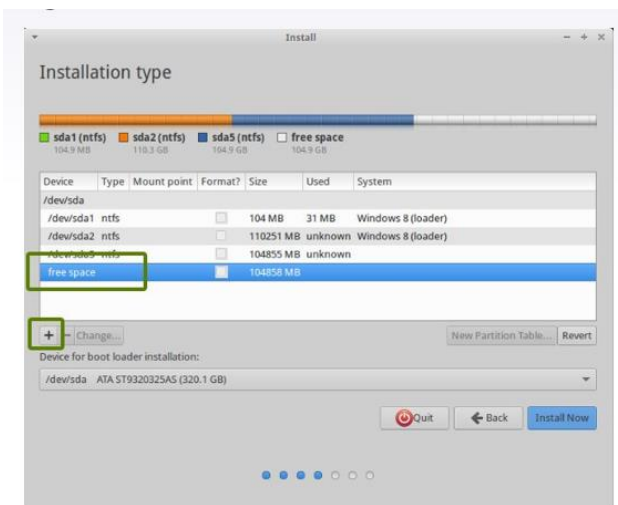 Install
Installation type
sda1 (ntfs) sda2 (ntfs) sda5 (ntfs) free space
104.9 MB 110.3 GB 104.9 GB 104.9 GB
Device Type Mount point Format? Size Used System
/dev/sda
/dev/sda1 ntfs 104 MB 31 MB Windows 8 (loader)
/dev/sda2 ntfs 110251 MB unknown Windows 8 (loader)
/dev/sda5 ntfs 104855 MB unknown
free space 104858 MB
+ - Change... New Partition Table... Revert
Device for boot loader installation:
/dev/sda ATA ST9320325AS (320.1 GB)
Quit Back Install Now